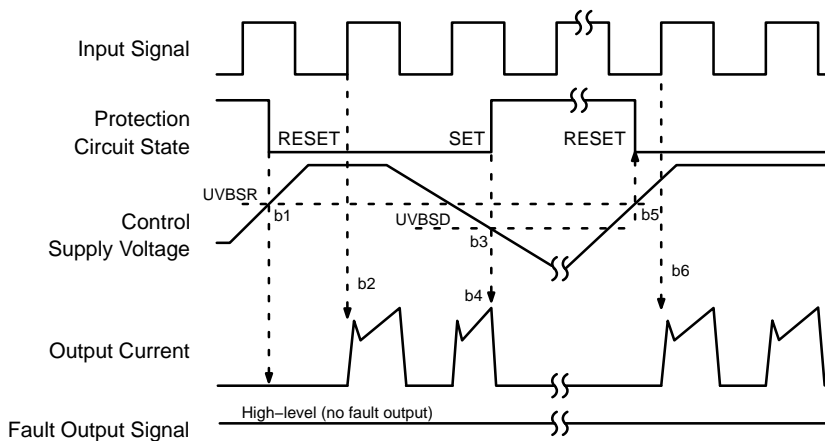 Input Signal
Protection
Circuit State
RESET
SET
RESET
UVBSR
b1
b5
Control
Supply Voltage
UVBSD
b3
b2
b4
b6
Output Current
High−level (no fault output)
Fault Output Signal